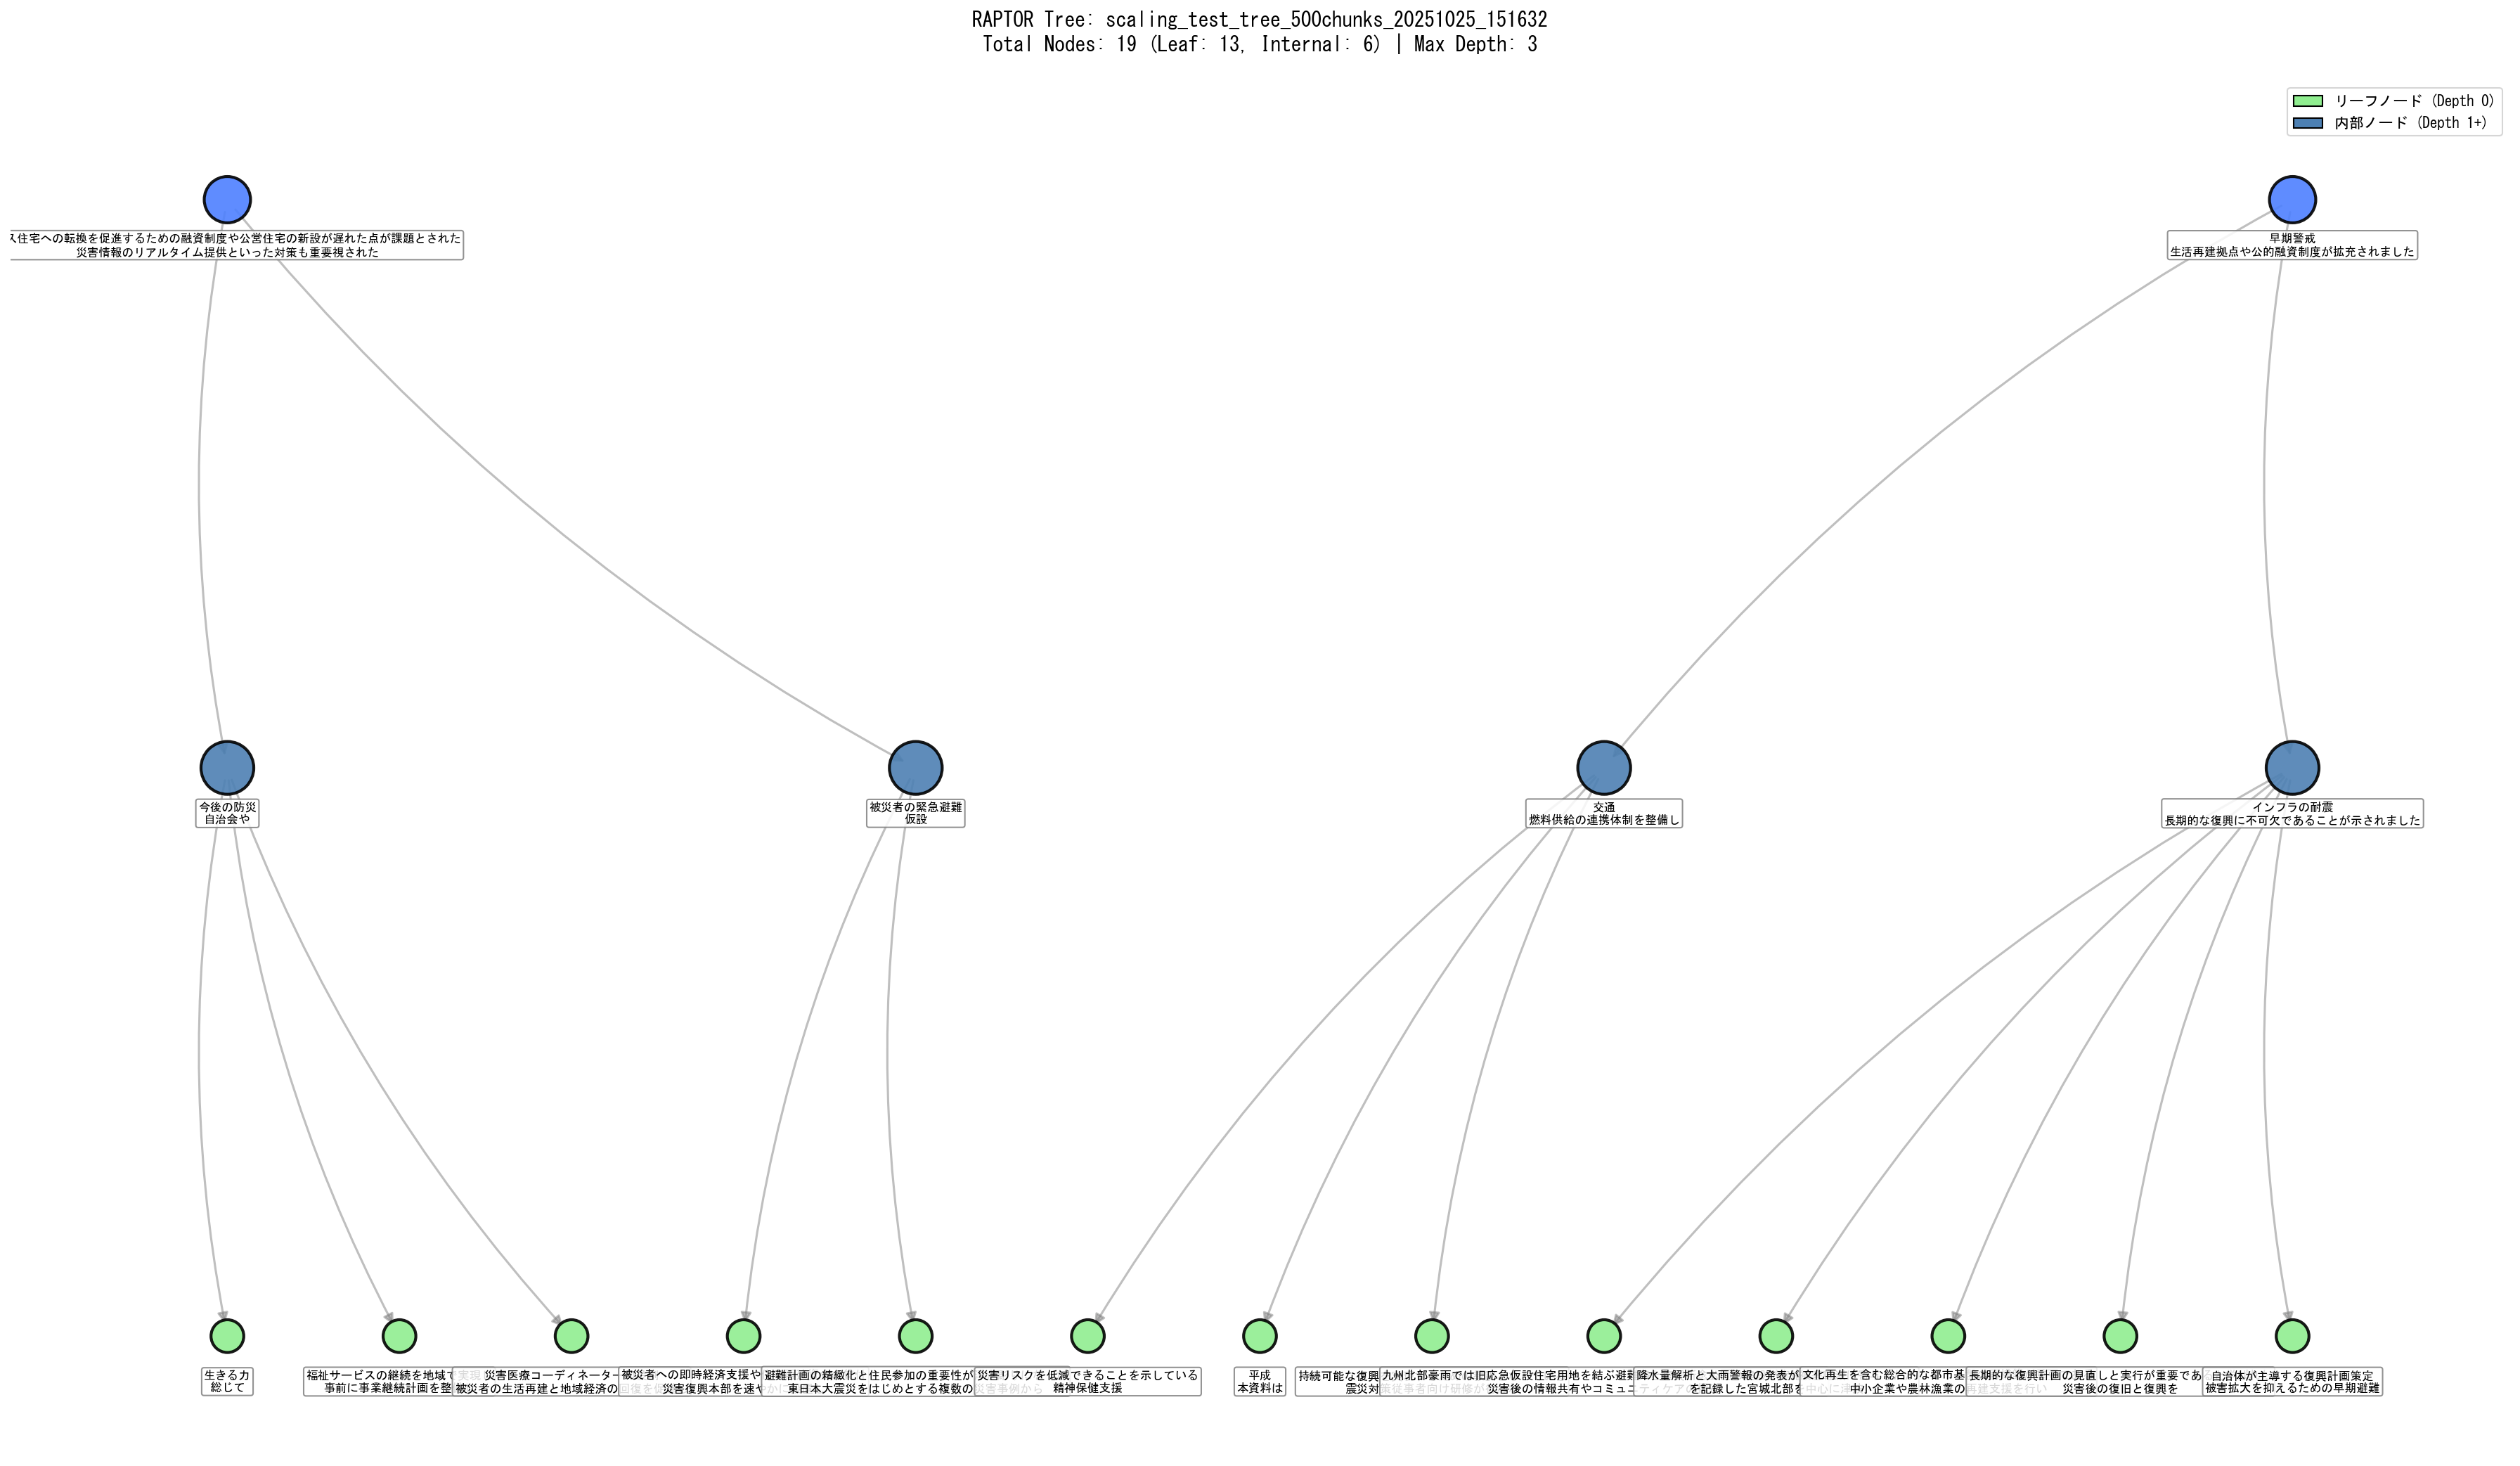 RAPTOR Tree: scaling_test_tree_500chunks_20251025_151632
Total Nodes: 19 (Leaf: 13, Internal: 6) | Max Depth: 3
リーフノード (Depth 0)
内部ノード (Depth 1+)
久住宅への転換を促進するための融資制度や公営住宅の新設が遅れた点が課題とされた
災害情報のリアルタイム提供といった対策も重要視された
早期警戒
生活再建拠点や公的融資制度が拡充されました
今後の防災
自治会や
被災者の緊急避難
仮設
交通
燃料供給の連携体制を整備し
インフラの耐震
長期的な復興に不可欠であることが示されました
生きる力
総じて
福祉サービスの継続を地域で
事前に事業継続計画を整
災害医療コーディネーター
被災者の生活再建と地域経済の
被災者への即時経済支援や
災害復興本部を速や
避難計画の精緻化と住民参加の重要性が
東日本大震災をはじめとする複数の
災害リスクを低減できることを示している
精神保健支援
平成
本資料は
持続可能な復興
震災対
九州北部豪雨では旧応急仮設住宅用地を結ぶ避難
災害後の情報共有やコミュニ
降水量解析と大雨警報の発表が
を記録した宮城北部を
文化再生を含む総合的な都市基
中小企業や農林漁業の
長期的な復興計画の見直しと実行が重要であ
災害後の復旧と復興を
自治体が主導する復興計画策定
被害拡大を抑えるための早期避難